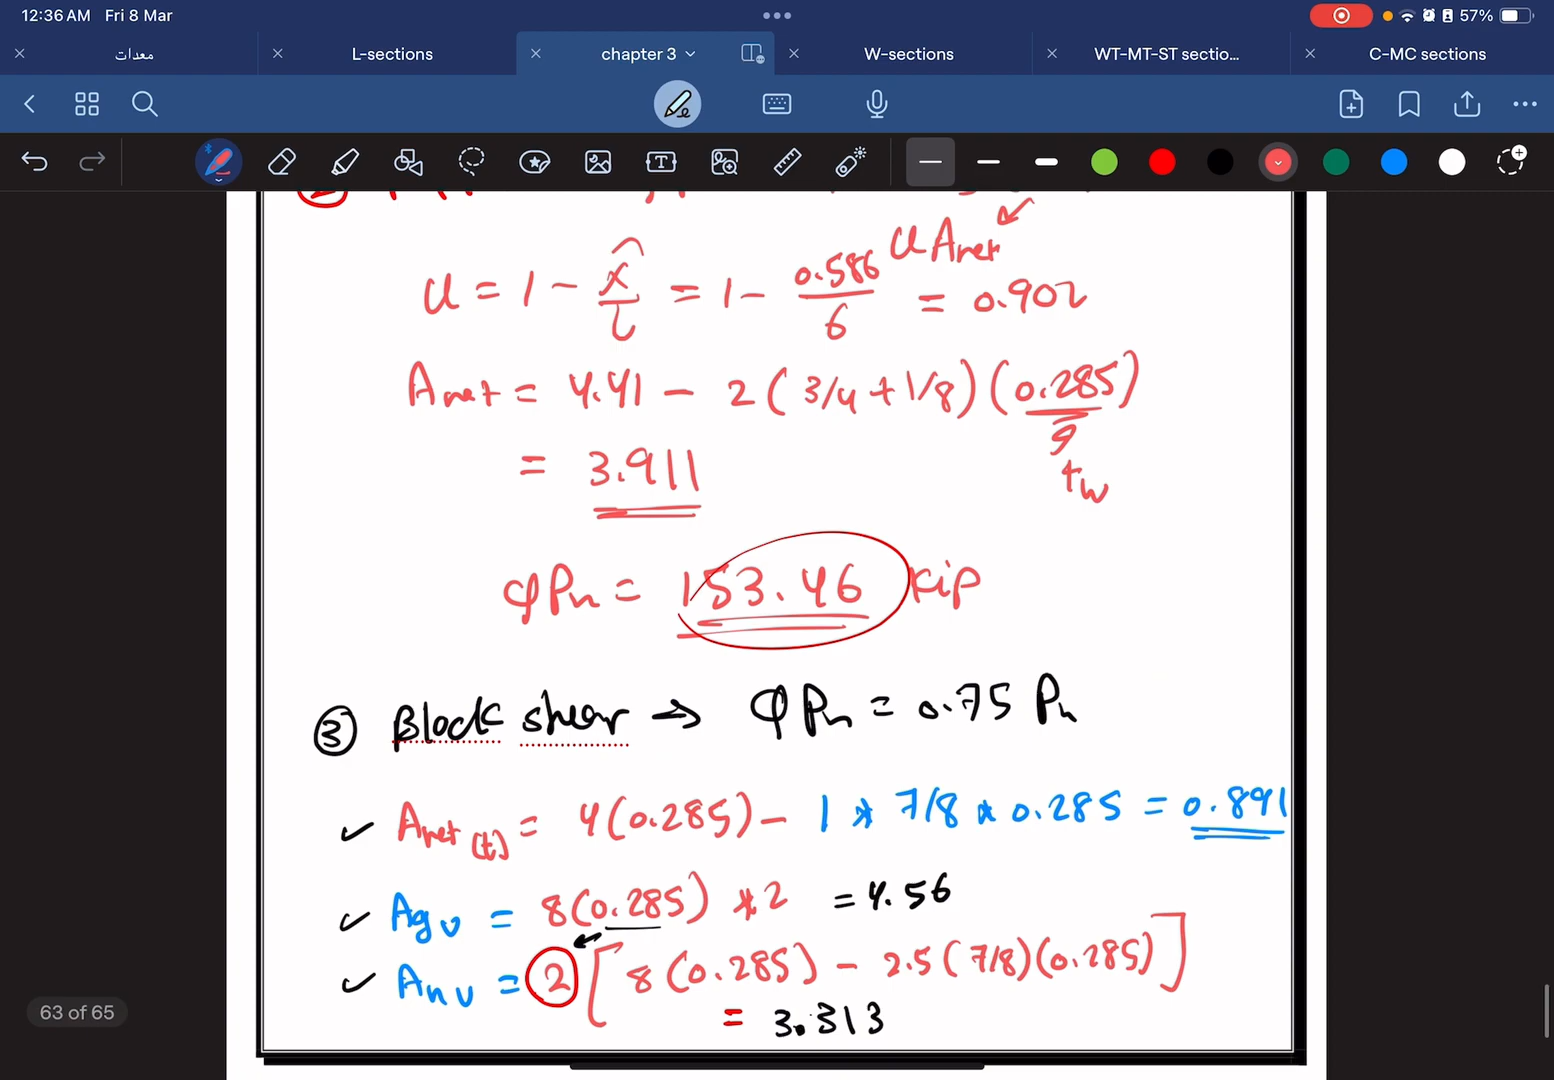 12:36 AM Fri 8 Mar
57%
معدات
L-sections
chapter 3
W-sections
WT-MT-ST sectio...
C-MC sections
U Anet
U = 1 - x̂/L = 1 - 0.586/6 = 0.902
Anet = 4.41 - 2 ( 3/4 + 1/8 ) ( 0.285 )
tw
= 3.911
φPn = 153.46 kip
③ Block shear → φPn = 0.75 Pn
✓ Anet (t) = 4(0.285) - 1 * 7/8 * 0.285 = 0.891
✓ Agv = 8(0.285) * 2 = 4.56
✓ Anv = 2 [ 8 (0.285) - 2.5 ( 7/8 ) (0.285) ]
= 3.313
63 of 65